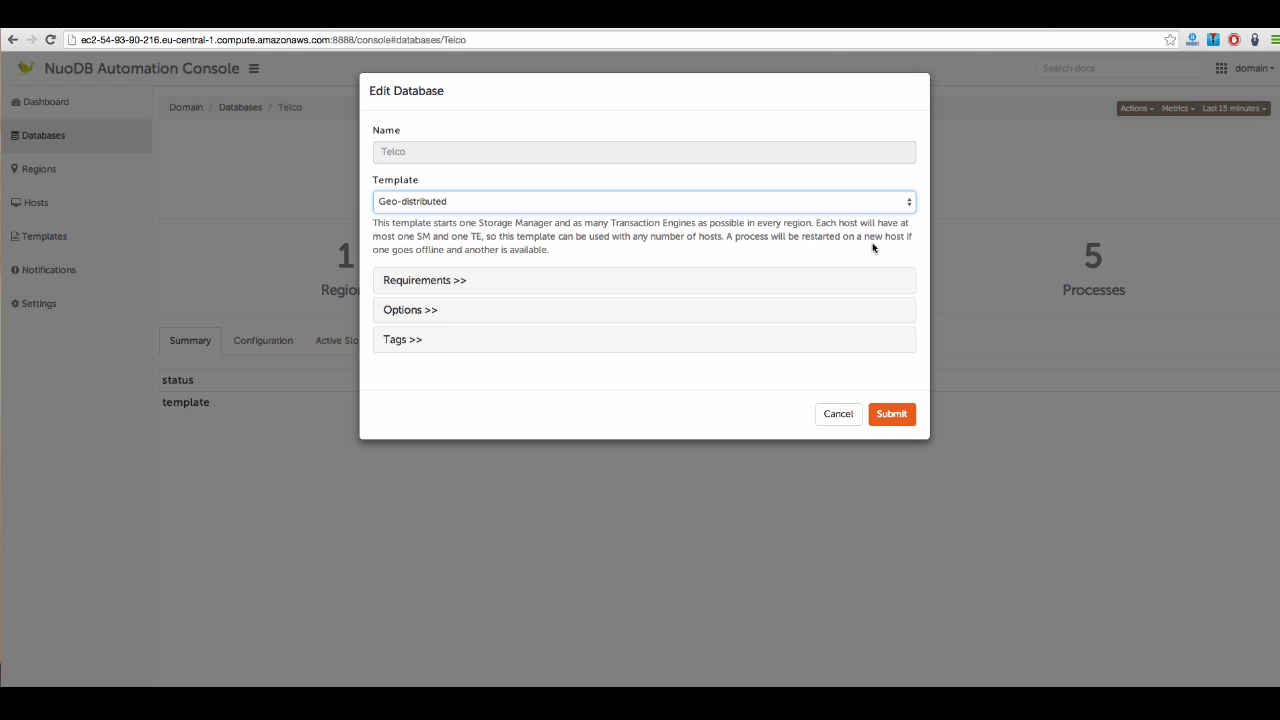 ec2-54-93-90-216.eu-central-1.compute.amazonaws.com:8888/console#databases/Telco
NuoDB Automation Console
Search docs
domain
Dashboard
Databases
Regions
Hosts
Templates
Notifications
Settings
Domain / Databases / Telco
Actions Metrics Last 15 minutes
1
Regio
5
Processes
Summary Configuration Active Slo
status
template
Edit Database
Name
Telco
Template
Geo-distributed
This template starts one Storage Manager and as many Transaction Engines as possible in every region. Each host will have at
most one SM and one TE, so this template can be used with any number of hosts. A process will be restarted on a new host if
one goes offline and another is available.
Requirements >>
Options >>
Tags >>
Cancel Submit